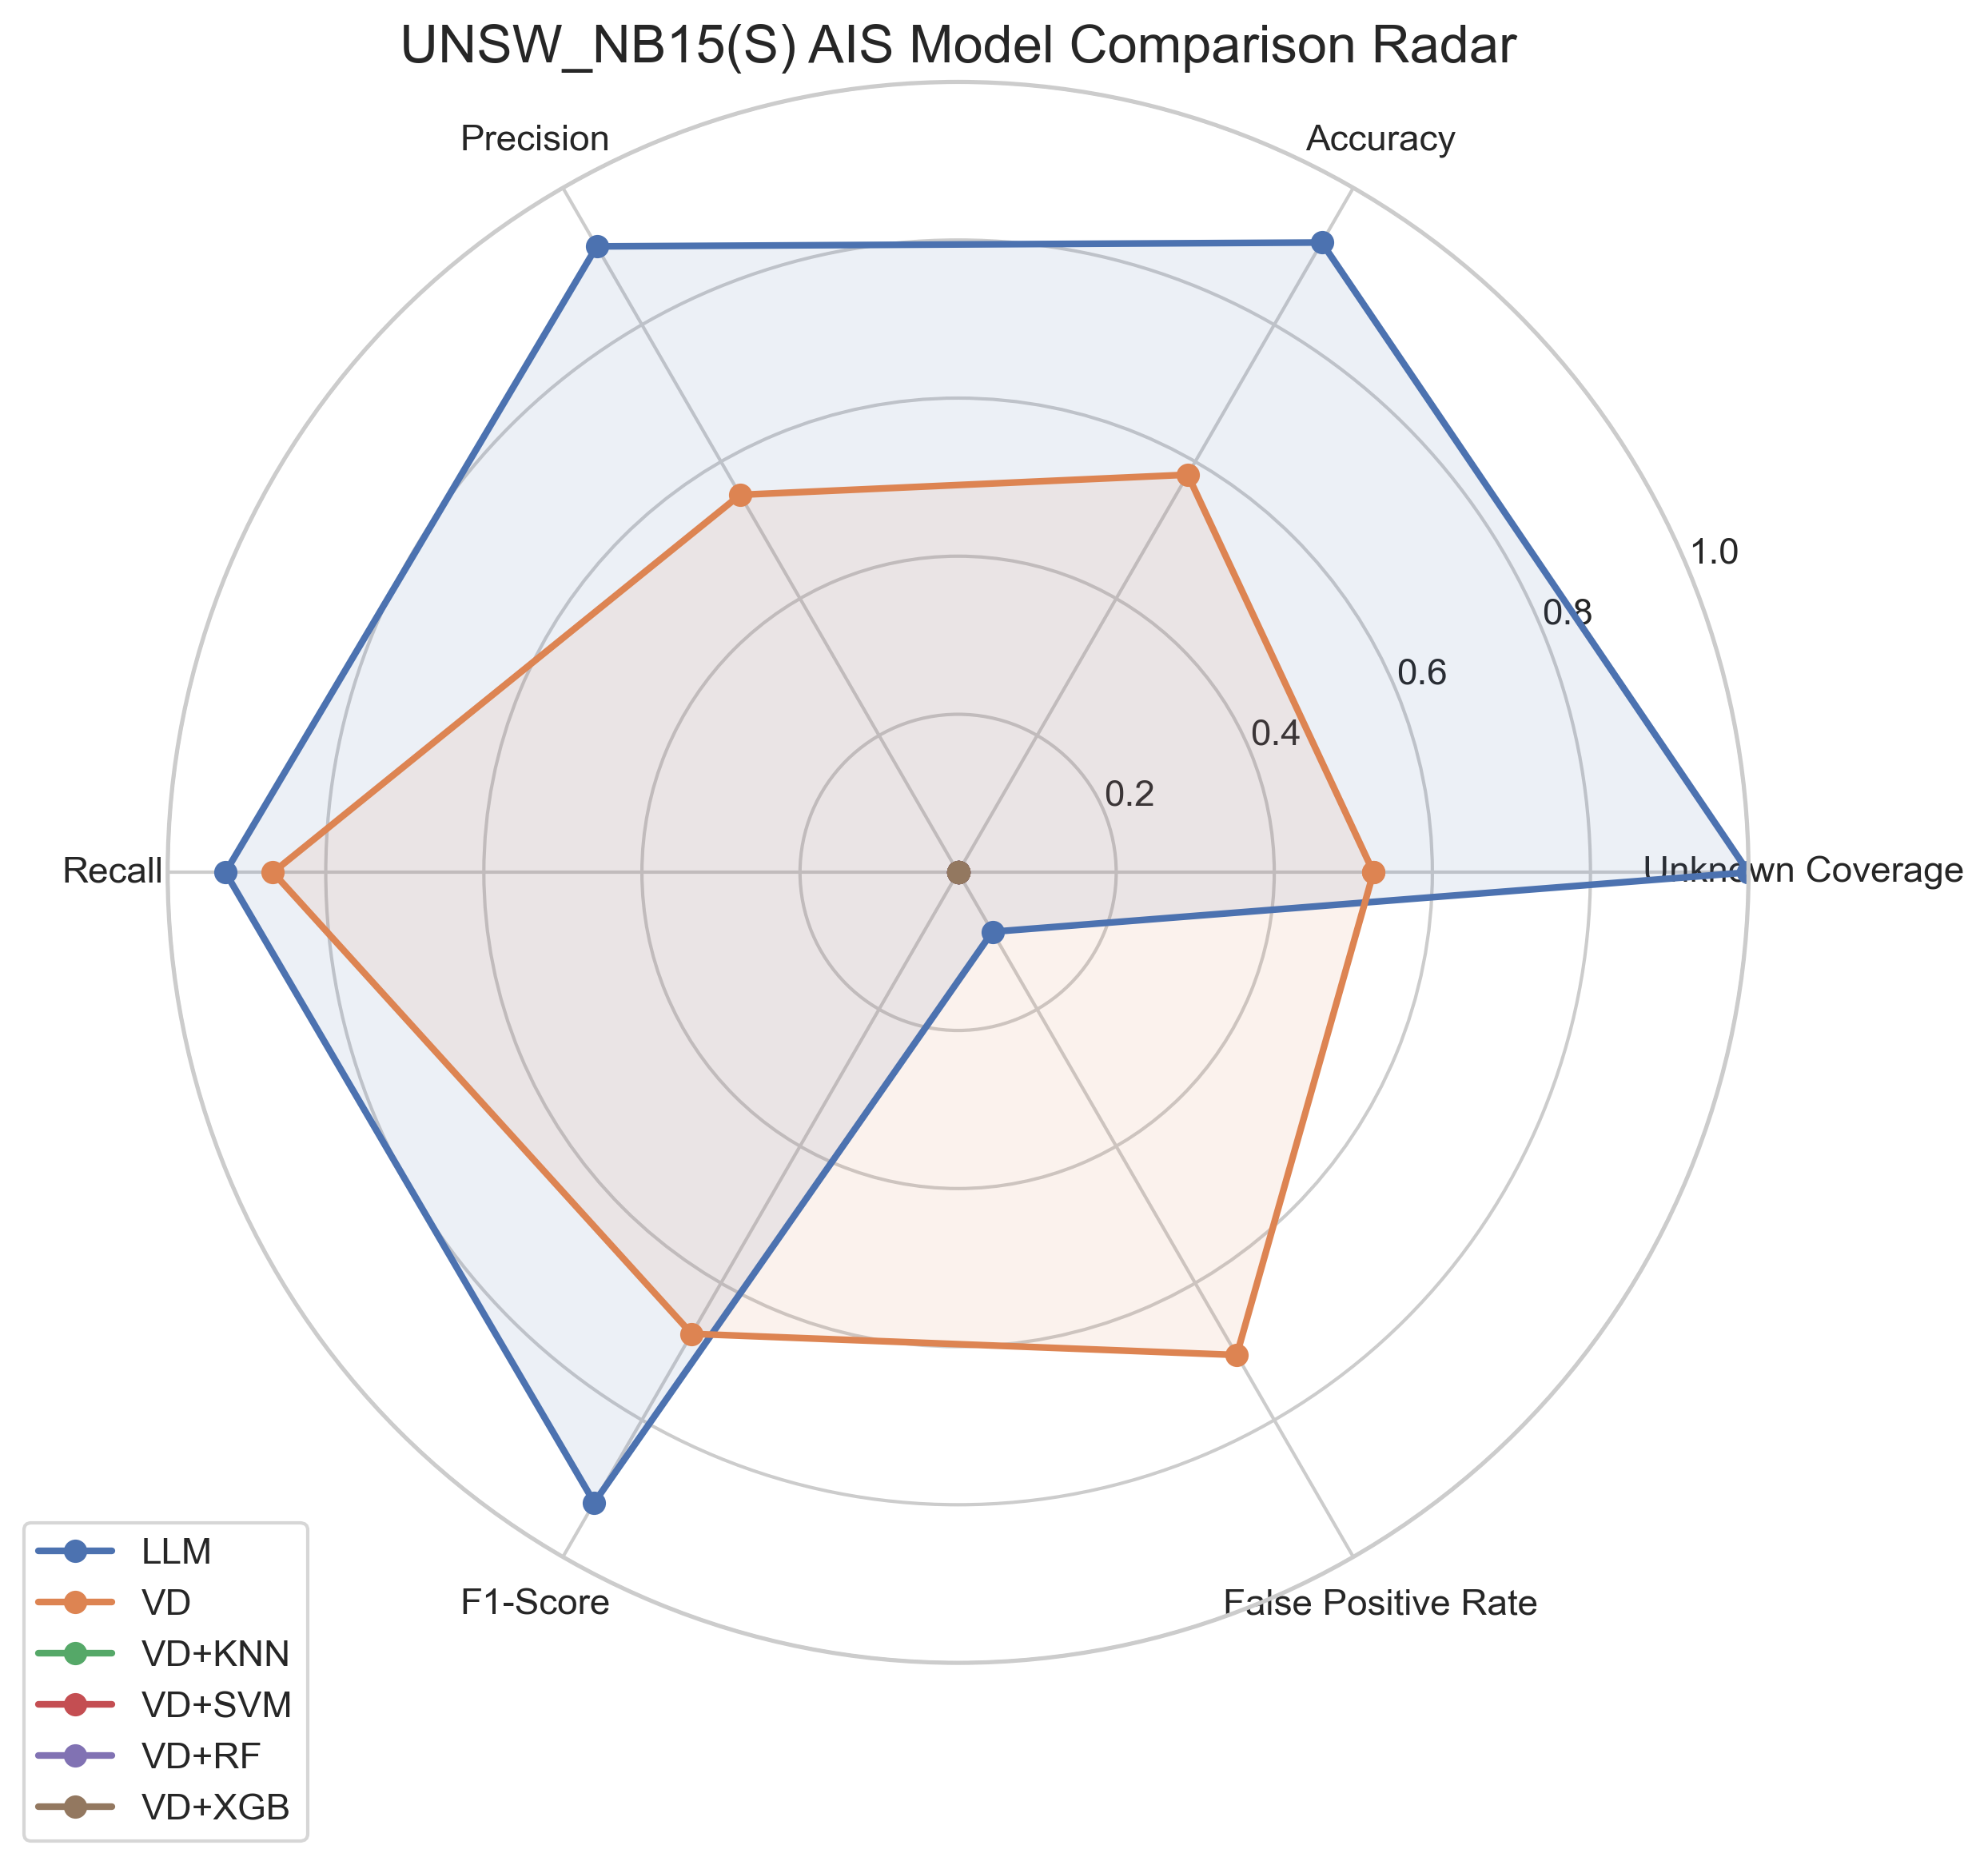 UNSW_NB15(S) AIS Model Comparison Radar
Precision
Accuracy
1.0
0.8
0.6
0.4
0.2
Recall
Unknown Coverage
F1-Score
False Positive Rate
LLM
VD
VD+KNN
VD+SVM
VD+RF
VD+XGB